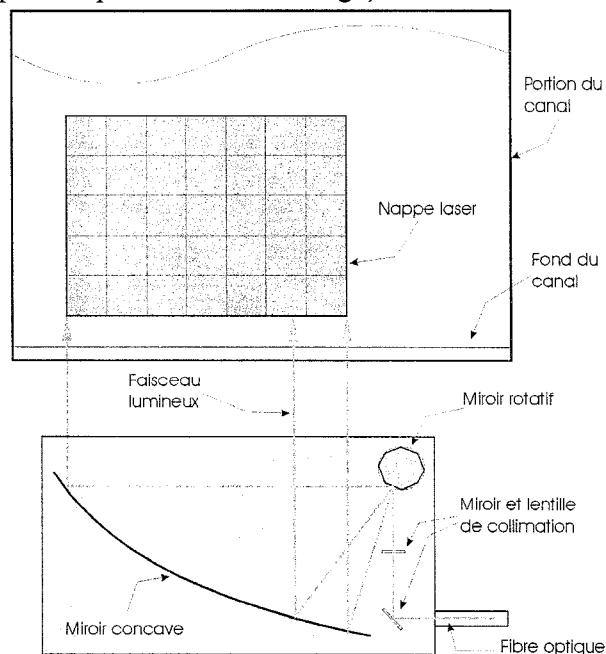 Portion du
canal
Nappe laser
Fond du
canal
Faisceau
lumineux
Miroir rotatif
Miroir et lentille
de collimation
Miroir concave
Fibre optique